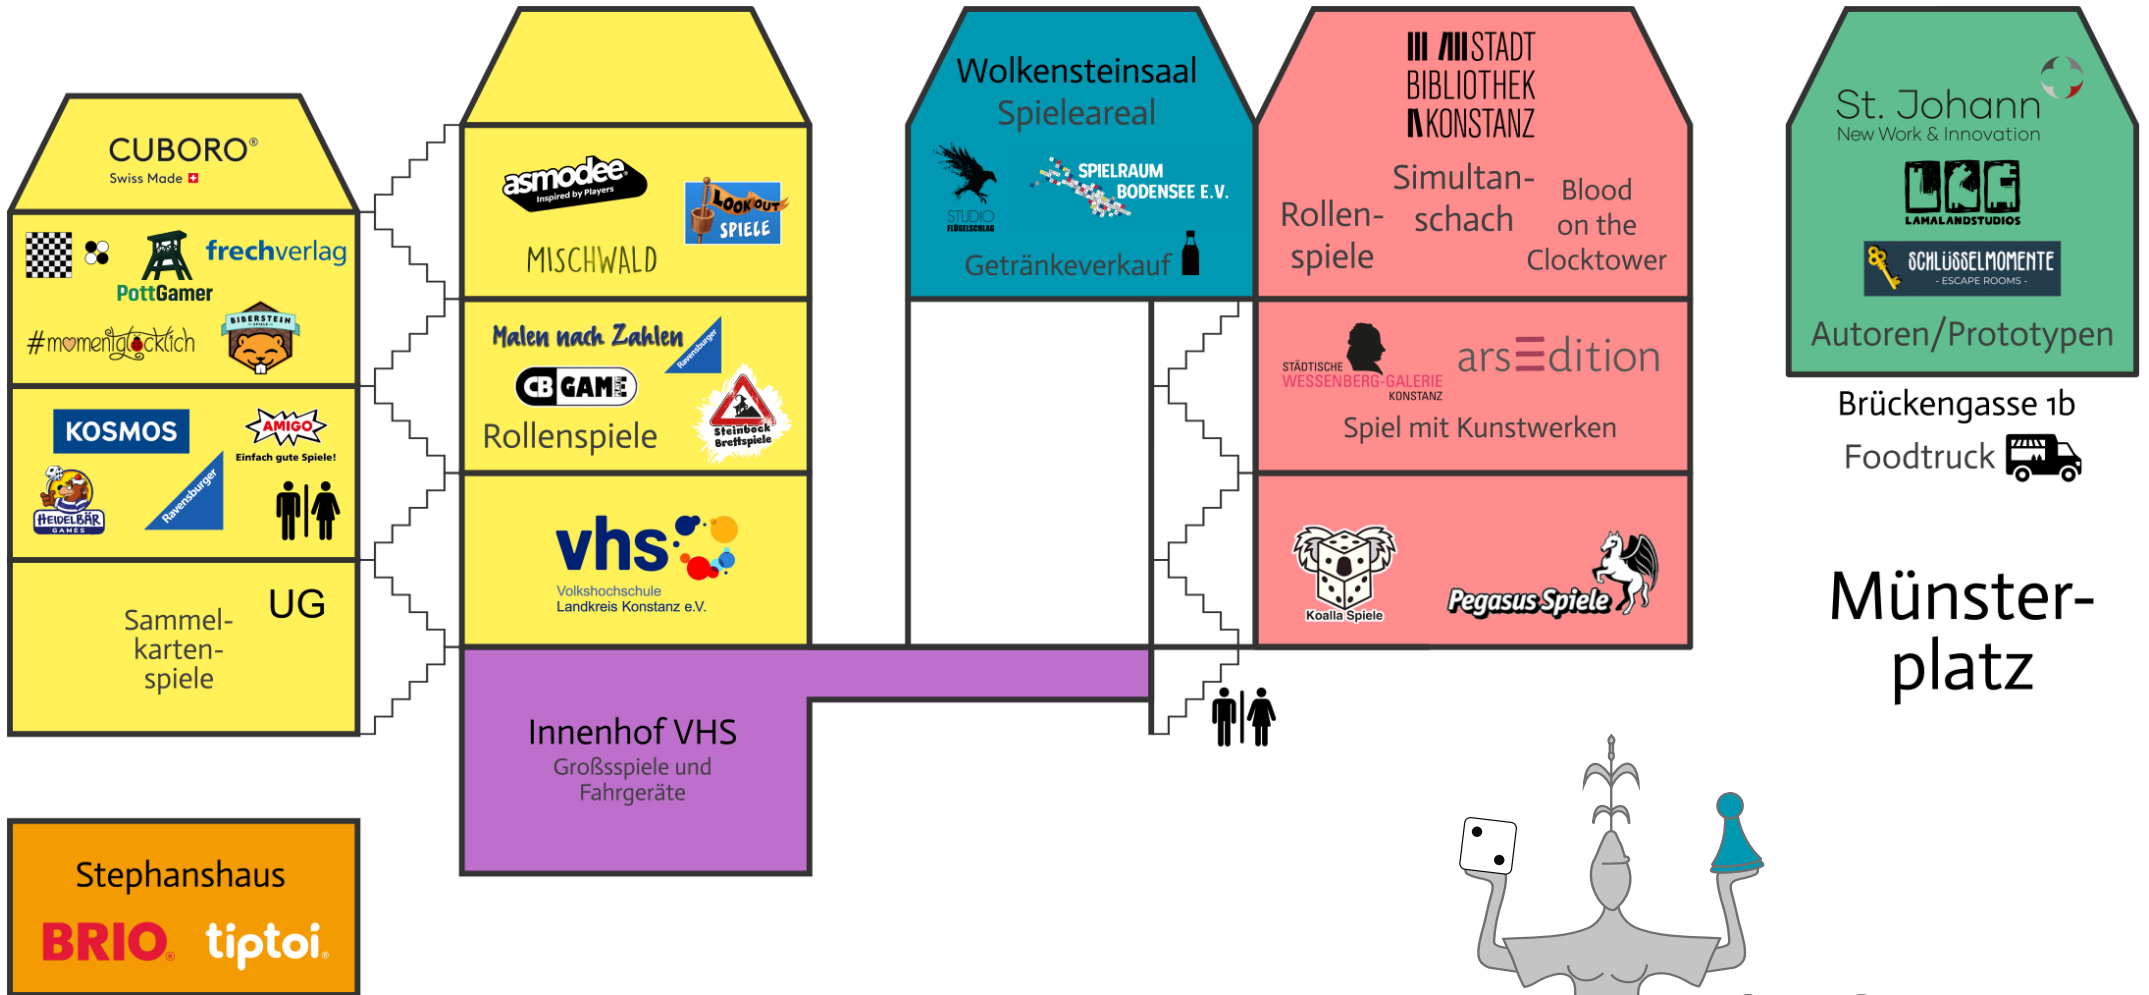 CUBORO®
Swiss Made
frechverlag
PottGamer
#momentglücklich
BIBERSTEIN
SPIELE
KOSMOS
AMIGO
Einfach gute Spiele!
HEIDELBÄR
GAMES
Ravensburger
UG
Sammel-
karten-
spiele
Stephanshaus
BRIO®
tiptoi®
asmodee®
Inspired by Players
LOOKOUT
SPIELE
MISCHWALD
Malen nach Zahlen
Ravensburger
CB GAME
Steinbock
Brettspiele
Rollenspiele
vhs
Volkshochschule
Landkreis Konstanz e.V.
Innenhof VHS
Großsspiele und
Fahrgeräte
Wolkensteinsaal
Spieleareal
STUDIO
FLÜGELSCHLAG
SPIELRAUM
BODENSEE E.V.
Getränkeverkauf
STADT
BIBLIOTHEK
KONSTANZ
Rollen-
spiele
Simultan-
schach
Blood
on the
Clocktower
STÄDTISCHE
WESSENBERG-GALERIE
KONSTANZ
arsEdition
Spiel mit Kunstwerken
Koalla Spiele
Pegasus Spiele
St. Johann
New Work & Innovation
LAMALANDSTUDIOS
SCHLÜSSELMOMENTE
- ESCAPE ROOMS -
Autoren/Prototypen
Brückengasse 1b
Foodtruck
Münster-
platz